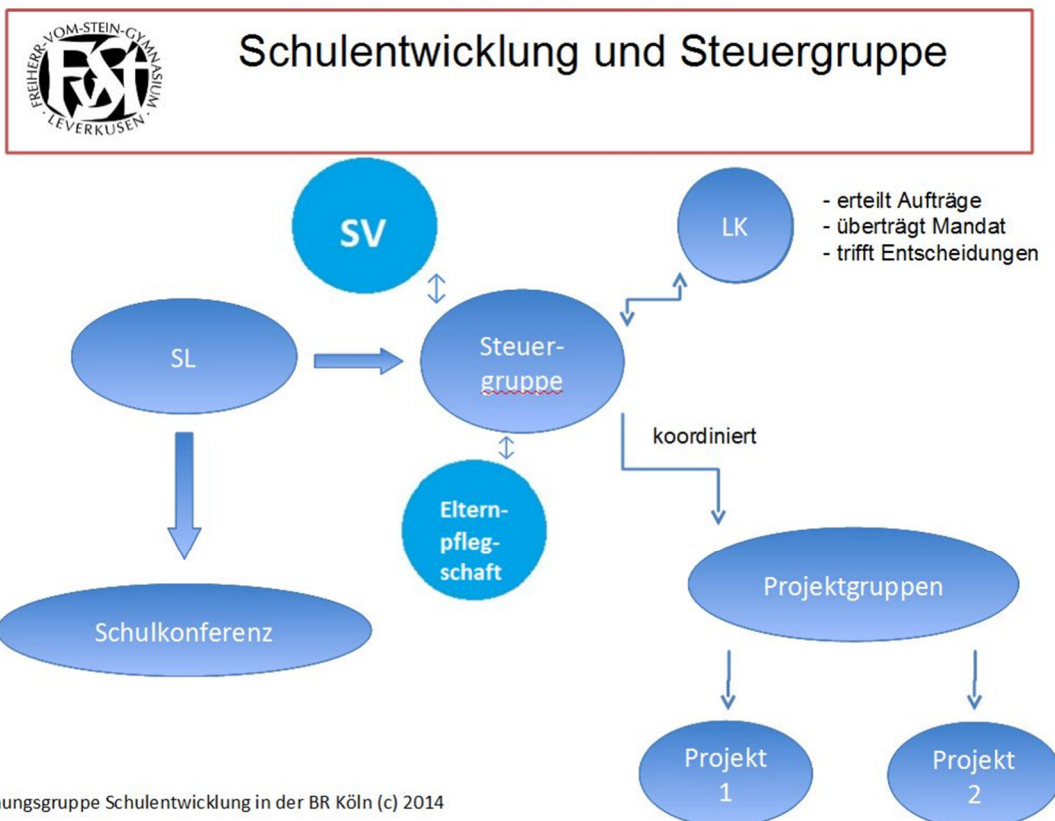 FREIHERR-VOM-STEIN-GYMNASIUM · LEVERKUSEN ·
FvSt
Schulentwicklung und Steuergruppe
SV
LK
- erteilt Aufträge
- überträgt Mandat
- trifft Entscheidungen
SL
Steuer-
gruppe
koordiniert
Eltern-
pfleg-
schaft
Projektgruppen
Schulkonferenz
Projekt
1
Projekt
2
Schulentwicklung in der BR Köln (c) 2014